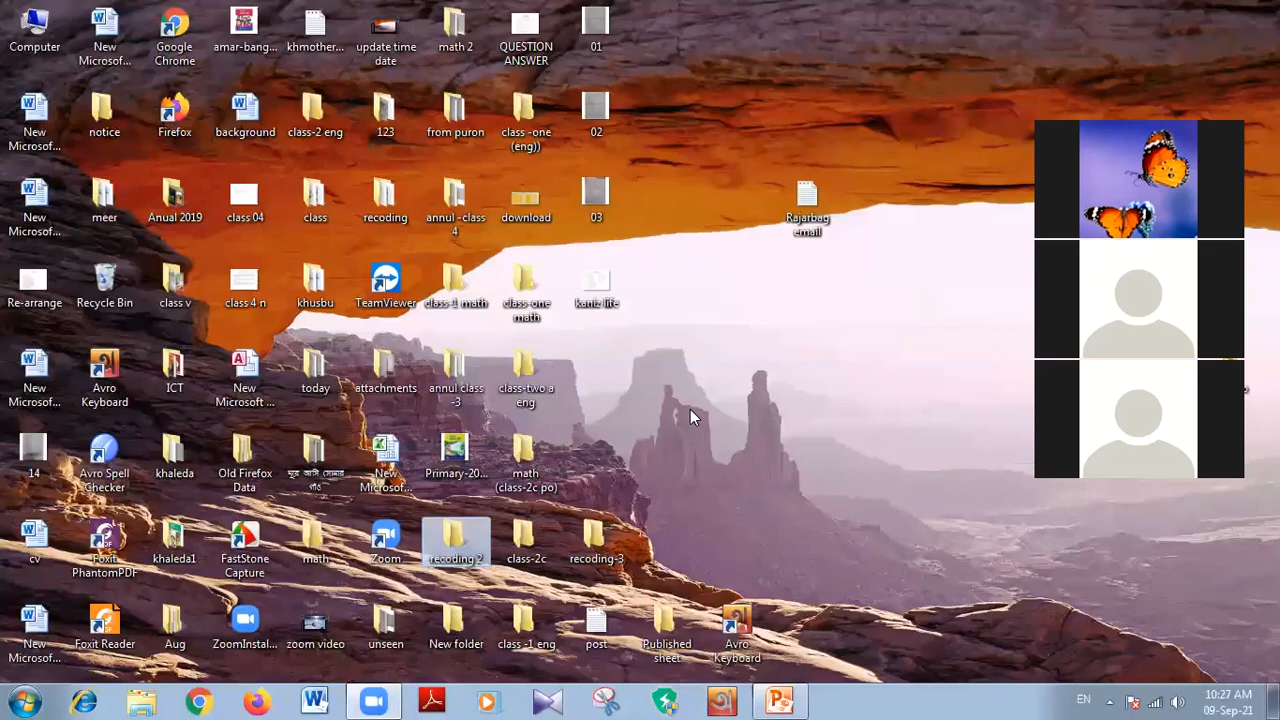 Computer
New
Microsof...
Google
Chrome
amar-bang...
khmother...
update time
date
math 2
QUESTION
ANSWER
01
New
Microsof...
notice
Firefox
background
class-2 eng
123
from puron
class -one
(eng))
02
New
Microsof...
meer
Anual 2019
class 04
class
recoding
annul -class
4
download
03
Rajarbag
email
Re-arrange
Recycle Bin
class v
class 4 n
khusbu
TeamViewer
class-1 math
class-one
math
kaniz life
New
Microsof...
Avro
Keyboard
ICT
New
Microsoft ...
today
attachments
annul class
-3
class-two a
eng
14
Avro Spell
Checker
khaleda
Old Firefox
Data
New
Microsof...
Primary-20...
math
(class-2c po)
cv
Foxit
PhantomPDF
khaleda1
FastStone
Capture
math
Zoom
recoding 2
class-2c
recoding-3
New
Microsof...
Foxit Reader
Aug
ZoomInstal...
zoom video
unseen
New folder
class -1 eng
post
Published
sheet
Avro
Keyboard
EN
10:27 AM
09-Sep-21